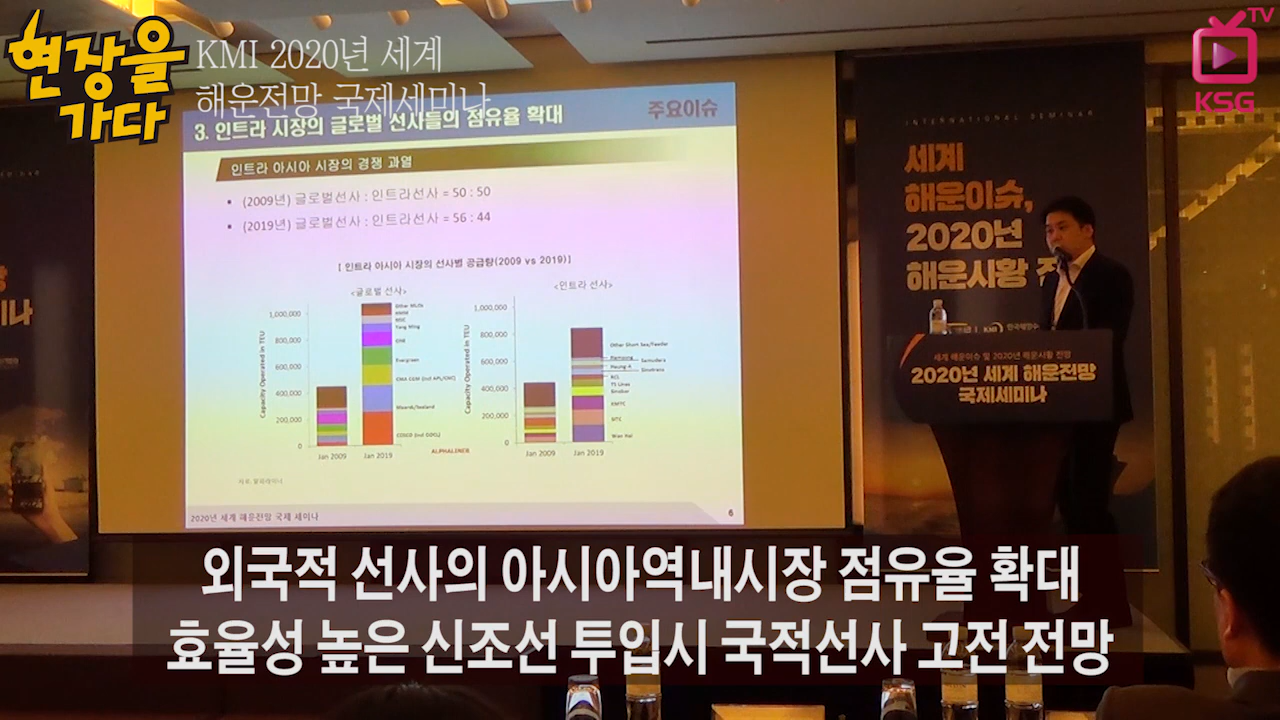 현장을
가다
KMI 2020년 세계
해운전망 국제세미나
TV
KSG
주요이슈
3. 인트라 시장의 글로벌 선사들의 점유율 확대
인트라 아시아 시장의 경쟁 과열
▪ (2009년) 글로벌선사 : 인트라선사 = 50 : 50
▪ (2019년) 글로벌선사 : 인트라선사 = 56 : 44
[ 인트라 아시아 시장의 선사별 공급량(2009 vs 2019)]
<글로벌 선사>
Capacity Operated in TEU
1,000,000
800,000
600,000
400,000
200,000
0
Jan 2009
Jan 2019
Other MLOs
HMM
MSC
Yang Ming
ONE
Evergreen
CMA CGM (incl APL/CNC)
Maersk/Sealand
COSCO (incl OOCL)
ALPHALINER
<인트라 선사>
Capacity Operated in TEU
1,000,000
800,000
600,000
400,000
200,000
0
Jan 2009
Jan 2019
Other Short Sea/Feeder
Namsung
Samudera
Heung-A
Sinotrans
RCL
TS Lines
Sinokor
KMTC
SITC
Wan Hai
자료: 알파라이너
2020년 세계 해운전망 국제 세미나
6
INTERNATIONAL SEMINAR
세계
해운이슈,
2020년
해운시황
KMI
세계 해운이슈 및 2020년 해운시황 전망
2020년 세계 해운전망
국제세미나
외국적 선사의 아시아역내시장 점유율 확대
효율성 높은 신조선 투입시 국적선사 고전 전망